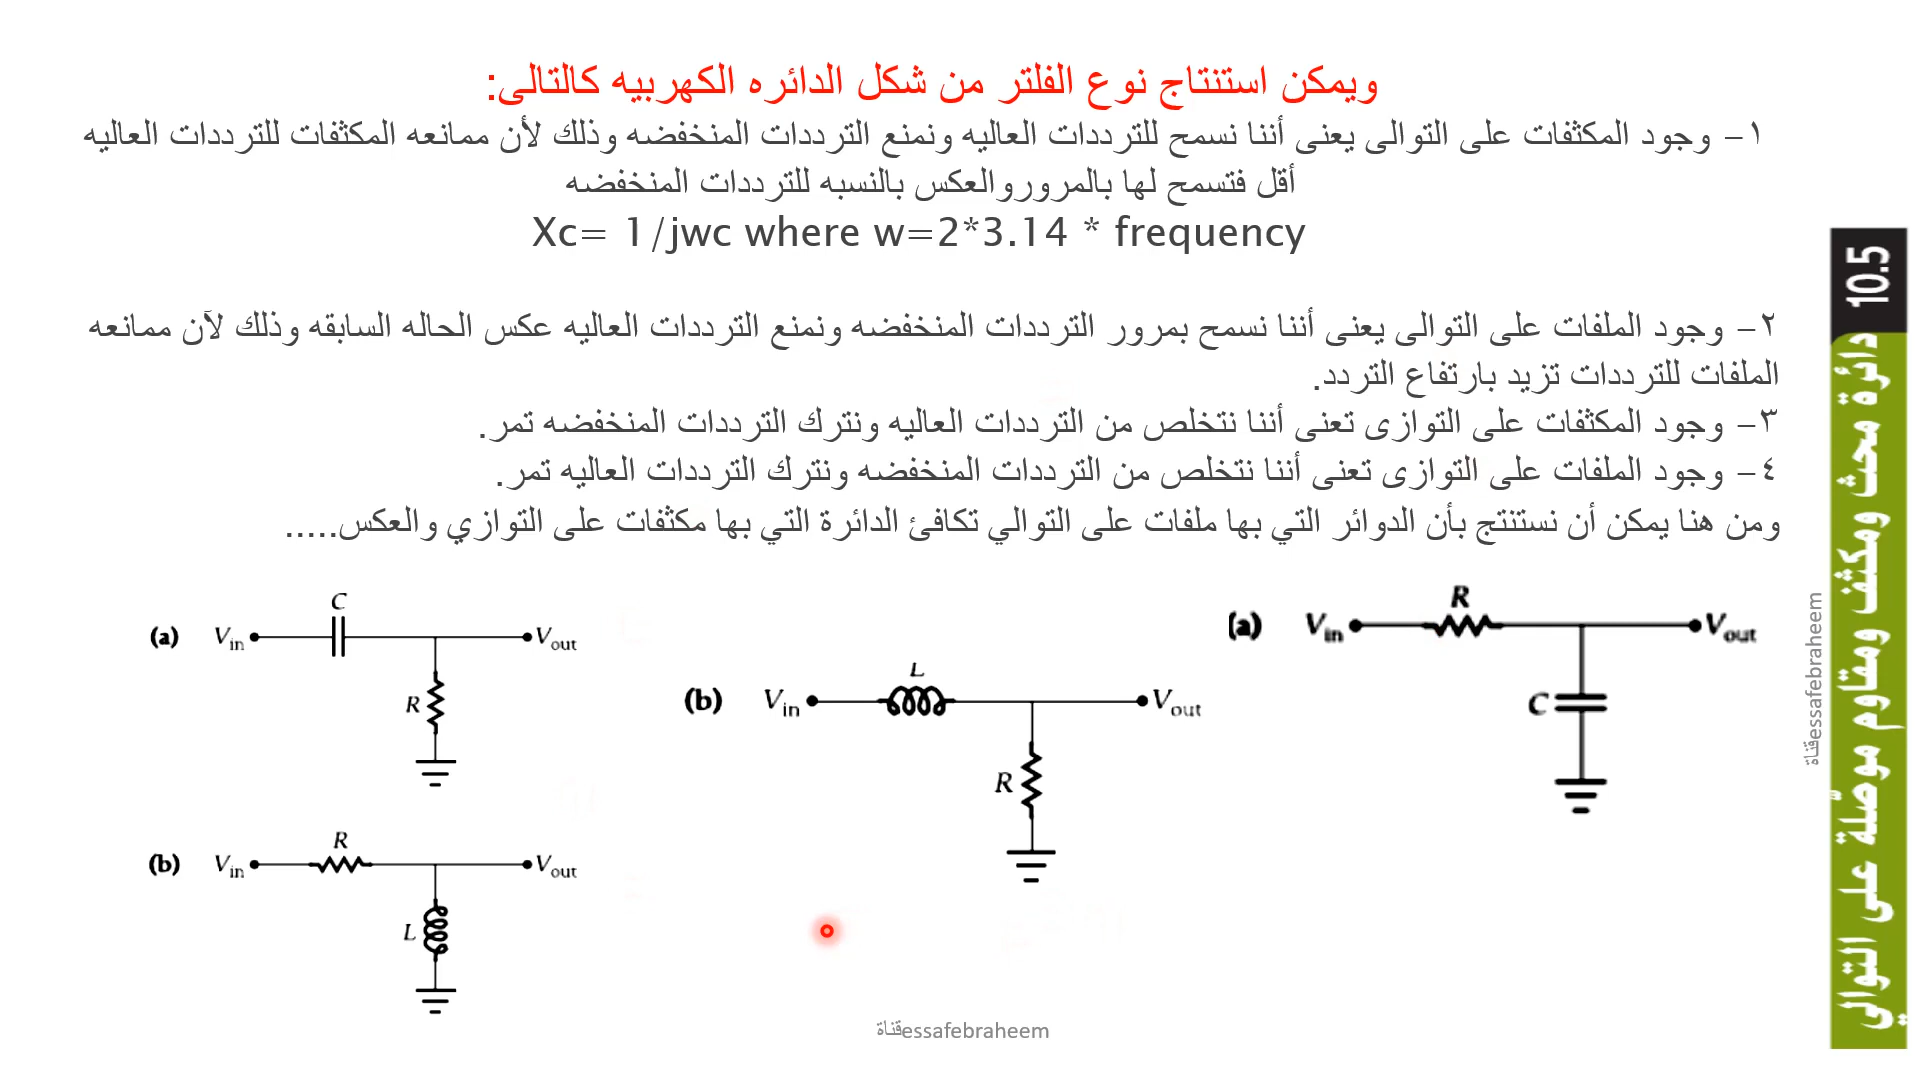 ويمكن استنتاج نوع الفلتر من شكل الدائره الكهربيه كالتالى:
١- وجود المكثفات على التوالى يعنى أننا نسمح للترددات العاليه ونمنع الترددات المنخفضه وذلك لأن ممانعه المكثفات للترددات العاليه
أقل فتسمح لها بالمروروالعكس بالنسبه للترددات المنخفضه
Xc= 1/jwc where w=2*3.14 * frequency
٢- وجود الملفات على التوالى يعنى أننا نسمح بمرور الترددات المنخفضه ونمنع الترددات العاليه عكس الحاله السابقه وذلك لآن ممانعه
الملفات للترددات تزيد بارتفاع التردد.
٣- وجود المكثفات على التوازى تعنى أننا نتخلص من الترددات العاليه ونترك الترددات المنخفضه تمر.
٤- وجود الملفات على التوازى تعنى أننا نتخلص من الترددات المنخفضه ونترك الترددات العاليه تمر.
ومن هنا يمكن أن نستنتج بأن الدوائر التي بها ملفات على التوالي تكافئ الدائرة التي بها مكثفات على التوازي والعكس.....
(a) Vin C Vout
R
(b) Vin R Vout
L
(b) Vin L Vout
R
(a) Vin R Vout
C
قناةessafebraheem
10.5 دائرة محث ومكثف ومقاوم موصّلة على التوالي
قناةessafebraheem